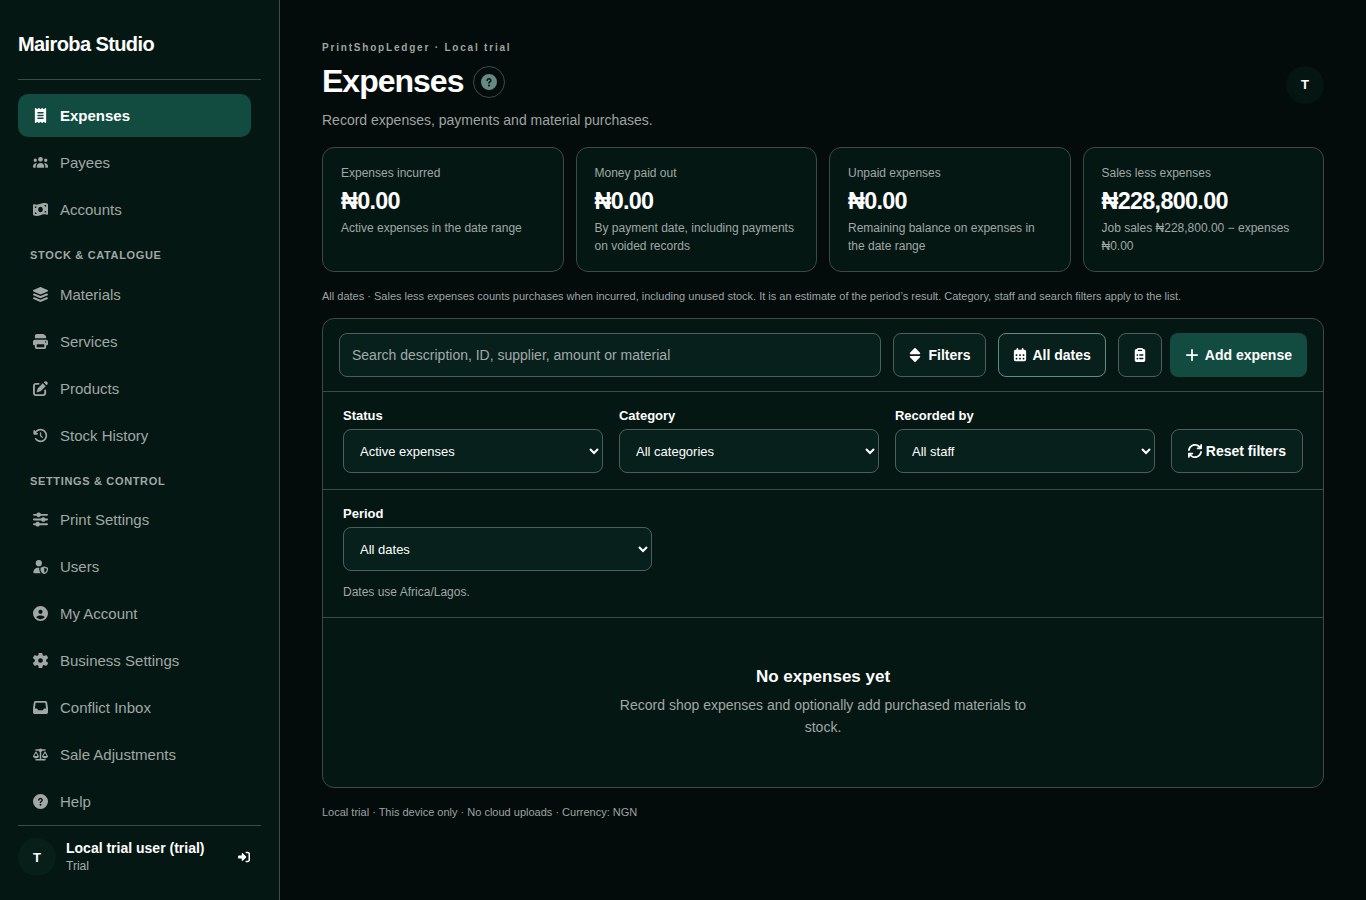 Mairoba Studio
Expenses
Payees
Accounts
STOCK & CATALOGUE
Materials
Services
Products
Stock History
SETTINGS & CONTROL
Print Settings
Users
My Account
Business Settings
Conflict Inbox
Sale Adjustments
Help
T
Local trial user (trial)
Trial
PrintShopLedger · Local trial
Expenses
T
Record expenses, payments and material purchases.
Expenses incurred
₦0.00
Active expenses in the date range
Money paid out
₦0.00
By payment date, including payments
on voided records
Unpaid expenses
₦0.00
Remaining balance on expenses in
the date range
Sales less expenses
₦228,800.00
Job sales ₦228,800.00 − expenses
₦0.00
All dates · Sales less expenses counts purchases when incurred, including unused stock. It is an estimate of the period's result. Category, staff and search filters apply to the list.
Search description, ID, supplier, amount or material
Filters
All dates
Add expense
Status
Active expenses
Category
All categories
Recorded by
All staff
Reset filters
Period
All dates
Dates use Africa/Lagos.
No expenses yet
Record shop expenses and optionally add purchased materials to
stock.
Local trial · This device only · No cloud uploads · Currency: NGN